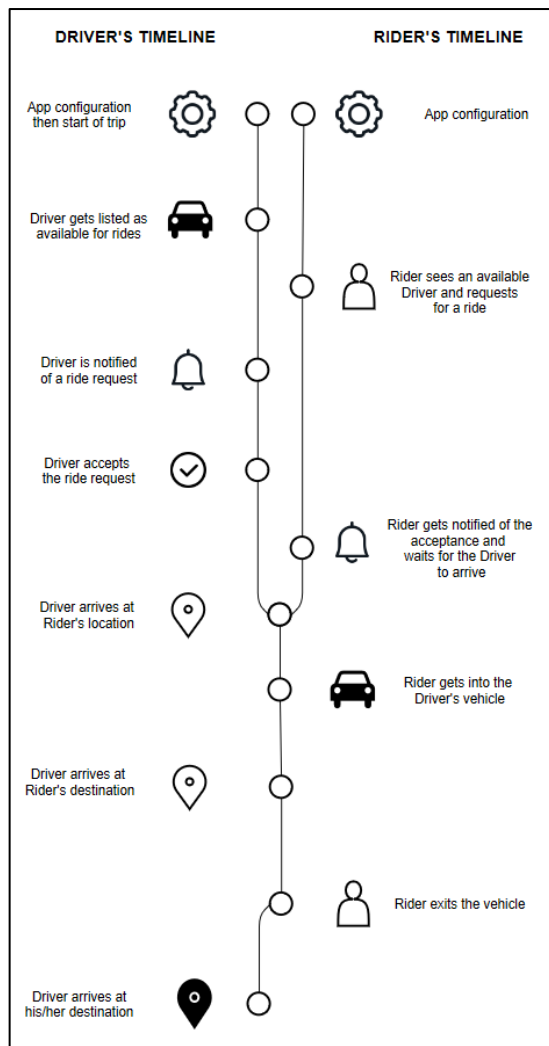 DRIVER'S TIMELINE
RIDER'S TIMELINE
App configuration
then start of trip
App configuration
Driver gets listed as
available for rides
Rider sees an available
Driver and requests
for a ride
Driver is notified
of a ride request
Driver accepts
the ride request
Rider gets notified of the
acceptance and
waits for the Driver
to arrive
Driver arrives at
Rider's location
Rider gets into the
Driver's vehicle
Driver arrives at
Rider's destination
Rider exits the vehicle
Driver arrives at
his/her destination